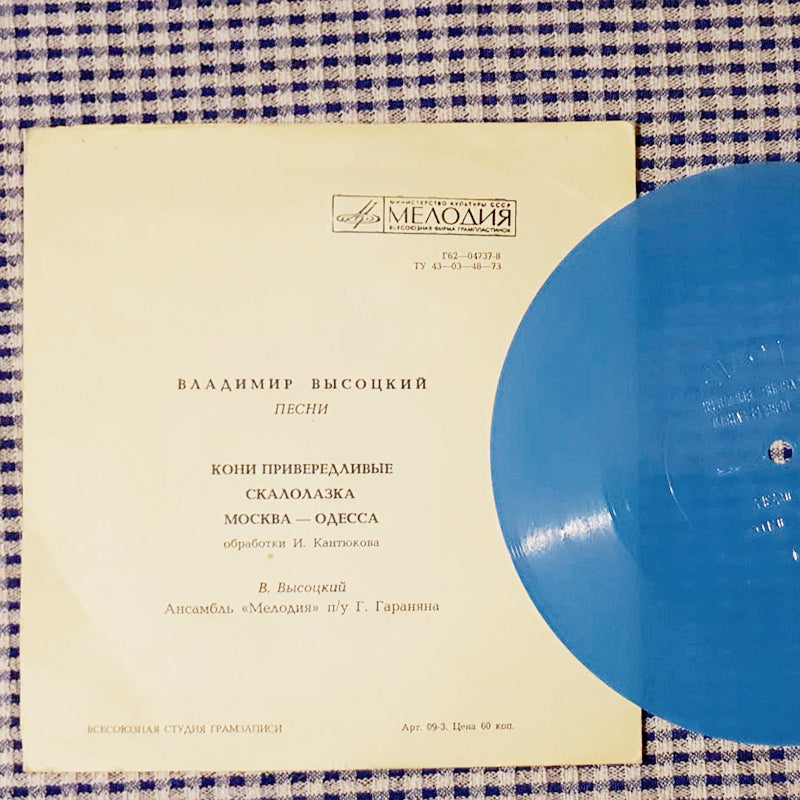 МИНИСТЕРСТВО КУЛЬТУРЫ СССР
МЕЛОДИЯ
ВСЕСОЮЗНАЯ ФИРМА ГРАМПЛАСТИНОК
Г62—04737-8
ТУ 43—03—48—73
ВЛАДИМИР ВЫСОЦКИЙ
ПЕСНИ
КОНИ ПРИВЕРЕДЛИВЫЕ
СКАЛОЛАЗКА
МОСКВА — ОДЕССА
обработки И. Кантюкова
В. Высоцкий
Ансамбль «Мелодия» п/у Г. Гараняна
ВСЕСОЮЗНАЯ СТУДИЯ ГРАМЗАПИСИ
Арт. 09-3. Цена 60 коп.